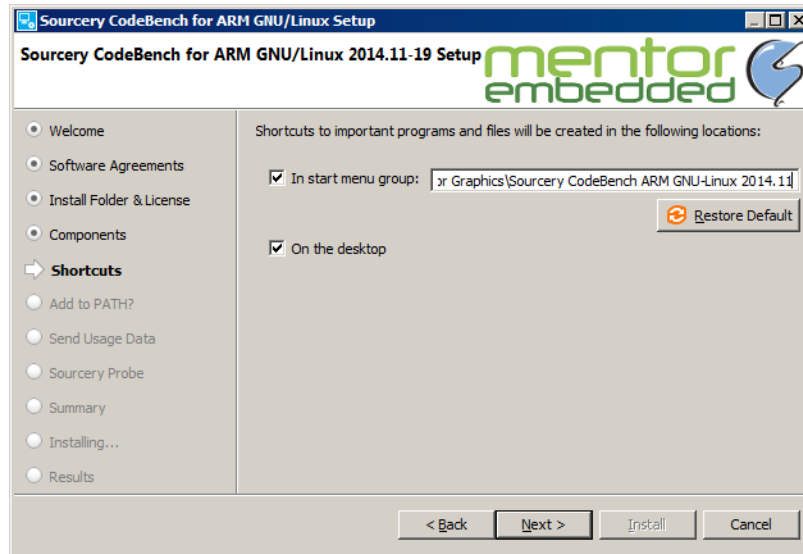 Sourcery CodeBench for ARM GNU/Linux Setup
Sourcery CodeBench for ARM GNU/Linux 2014.11-19 Setup
mentor
embedded
Welcome
Software Agreements
Install Folder & License
Components
Shortcuts
Add to PATH?
Send Usage Data
Sourcery Probe
Summary
Installing...
Results
Shortcuts to important programs and files will be created in the following locations:
In start menu group: or Graphics\Sourcery CodeBench ARM GNU-Linux 2014.11
Restore Default
On the desktop
< Back Next > Install Cancel